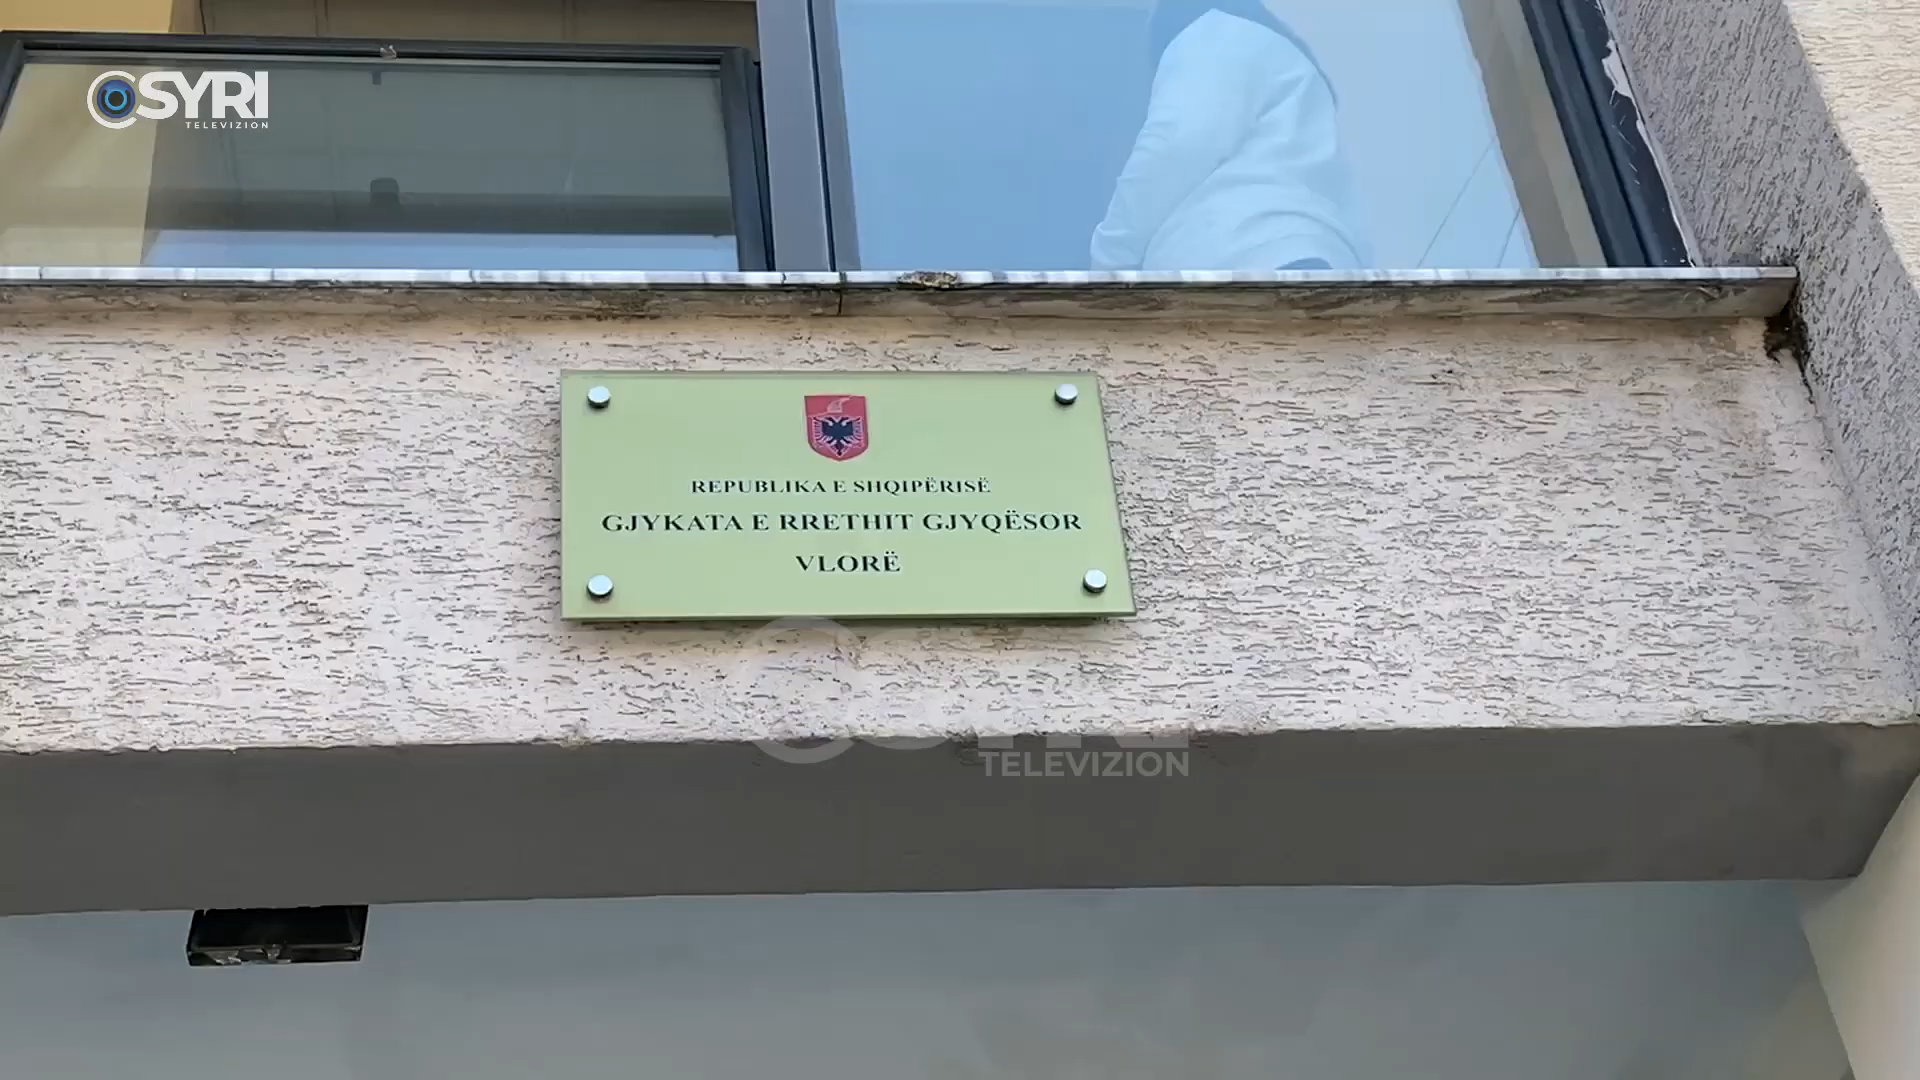 SYRI
TELEVIZION
REPUBLIKA E SHQIPËRISË
GJYKATA E RRETHIT GJYQËSOR
VLORË
TELEVIZION